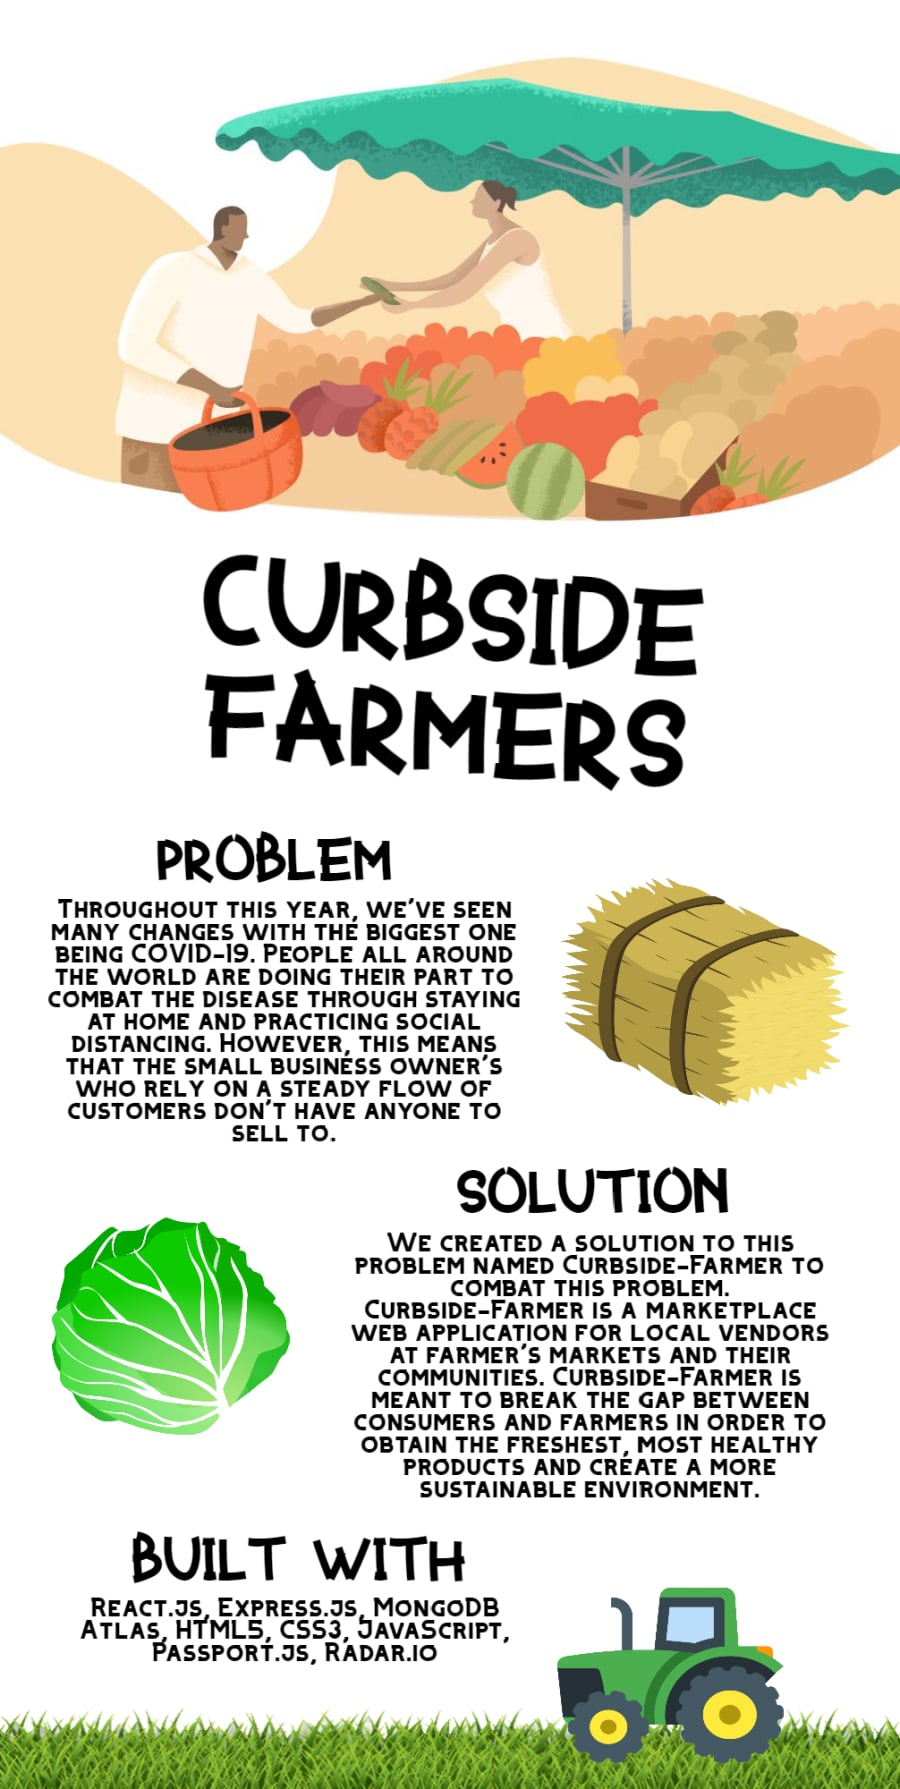 Curbside
Farmers
Problem
Throughout this year, we've seen
many changes with the biggest one
being COVID-19. People all around
the world are doing their part to
combat the disease through staying
at home and practicing social
distancing. However, this means
that the small business owner's
who rely on a steady flow of
customers don't have anyone to
sell to.
Solution
We created a solution to this
problem named Curbside-Farmer to
combat this problem.
Curbside-Farmer is a marketplace
web application for local vendors
at farmer's markets and their
communities. Curbside-Farmer is
meant to break the gap between
consumers and farmers in order to
obtain the freshest, most healthy
products and create a more
sustainable environment.
Built With
React.js, Express.js, MongoDB
Atlas, HTML5, CSS3, JavaScript,
Passport.js, Radar.io